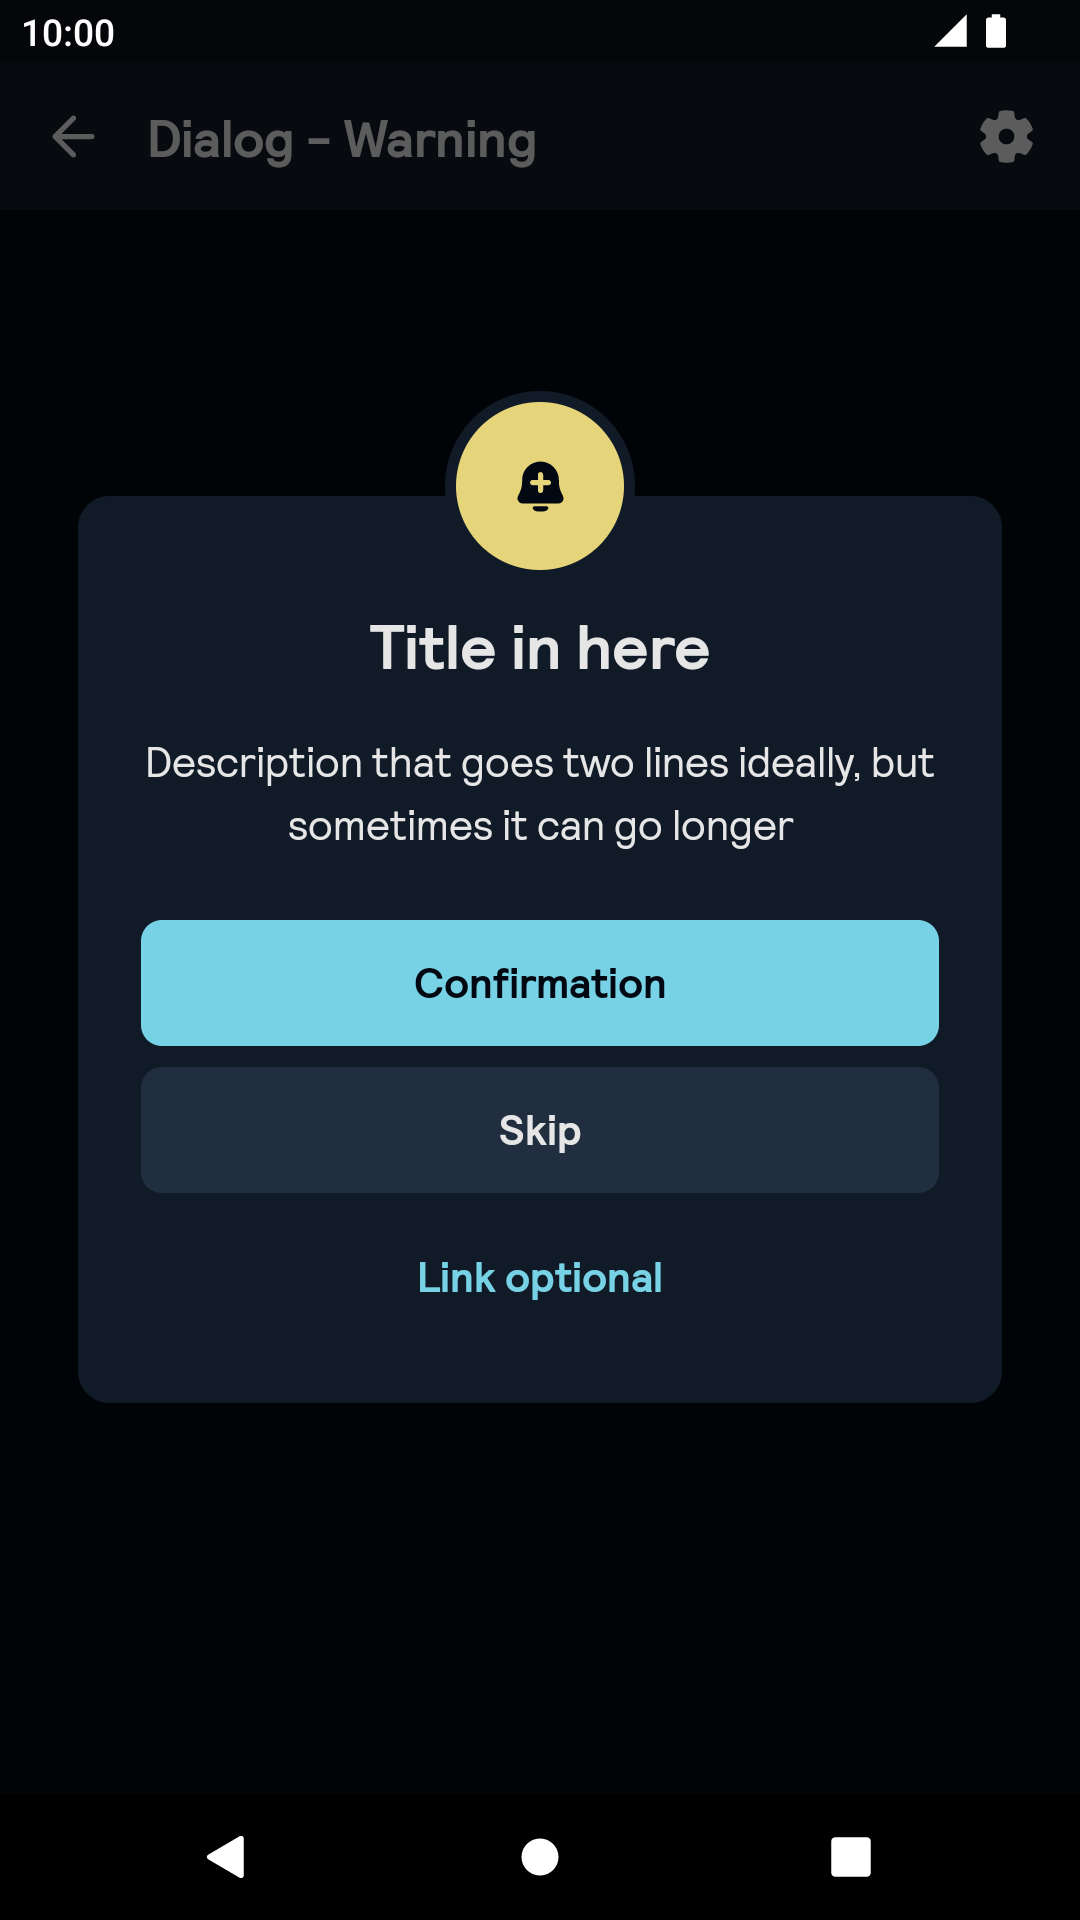 10:00
Dialog - Warning
Title in here
Description that goes two lines ideally, but
sometimes it can go longer
Confirmation
Skip
Link optional